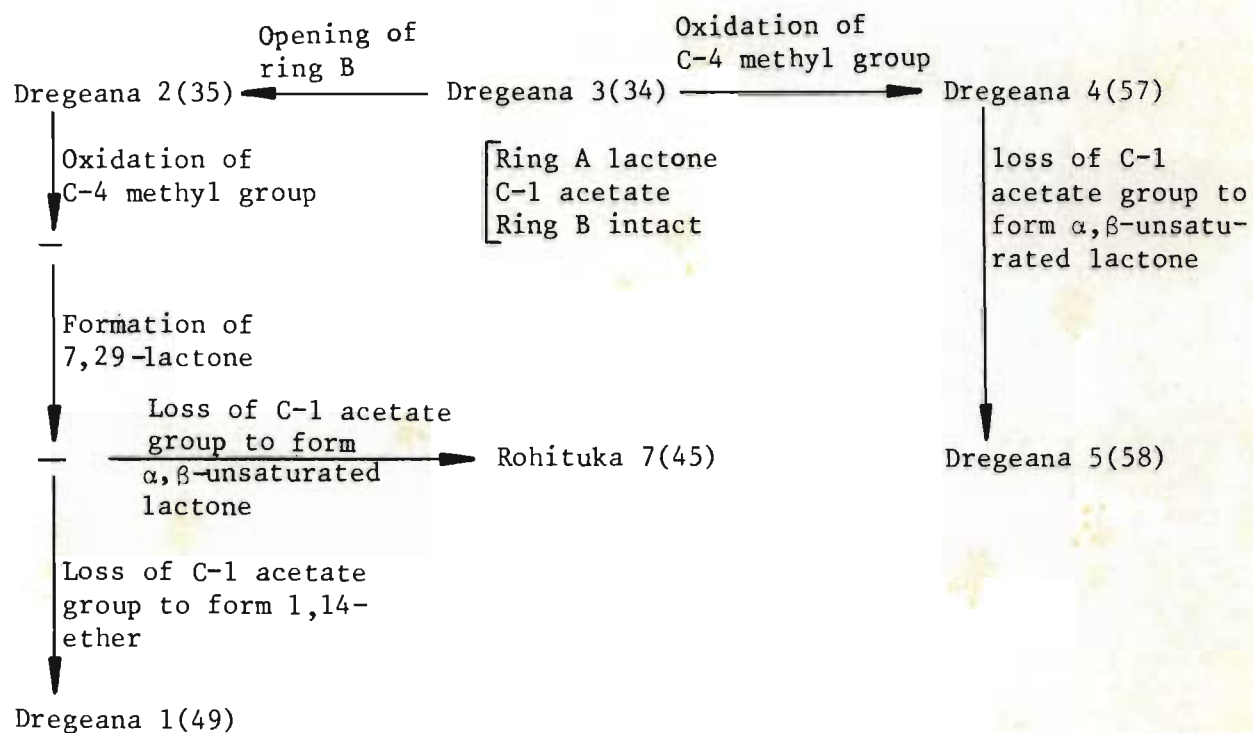 Opening of
ring B
Oxidation of
C-4 methyl group
Dregeana 2(35)
Dregeana 3(34)
Dregeana 4(57)
Oxidation of
C-4 methyl group
Ring A lactone
C-1 acetate
Ring B intact
loss of C-1
acetate group to
form α,β-unsatu-
rated lactone
Formation of
7,29-lactone
Loss of C-1 acetate
group to form
α,β-unsaturated
lactone
Rohituka 7(45)
Dregeana 5(58)
Loss of C-1 acetate
group to form 1,14-
ether
Dregeana 1(49)